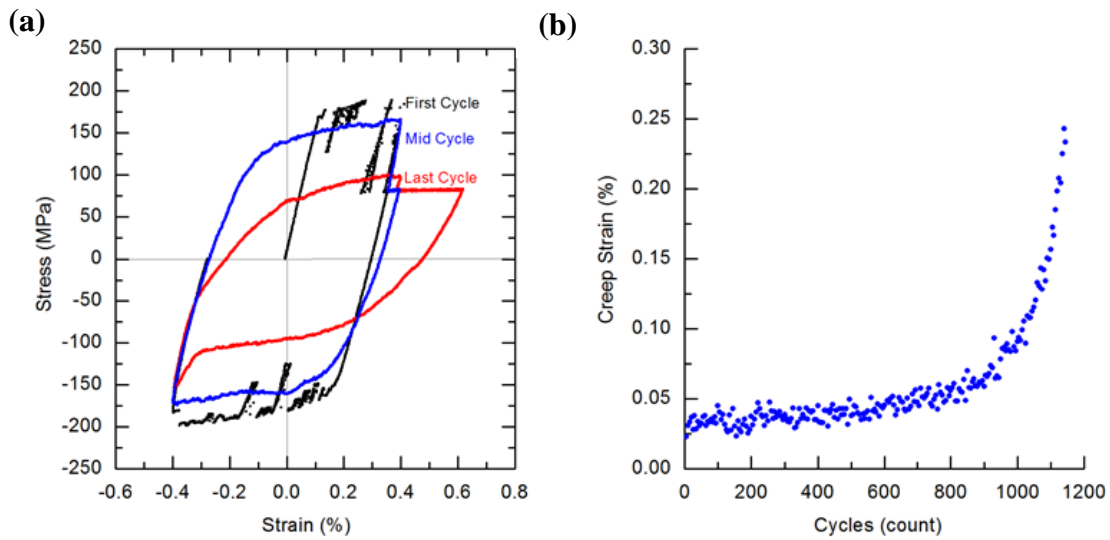 (a)
250
200
150
100
50
0
-50
-100
-150
-200
-250
Stress (MPa)
First Cycle
Mid Cycle
Last Cycle
-0.6 -0.4 -0.2 0.0 0.2 0.4 0.6 0.8
Strain (%)
(b)
0.30
0.25
0.20
0.15
0.10
0.05
0.00
Creep Strain (%)
0 200 400 600 800 1000 1200
Cycles (count)